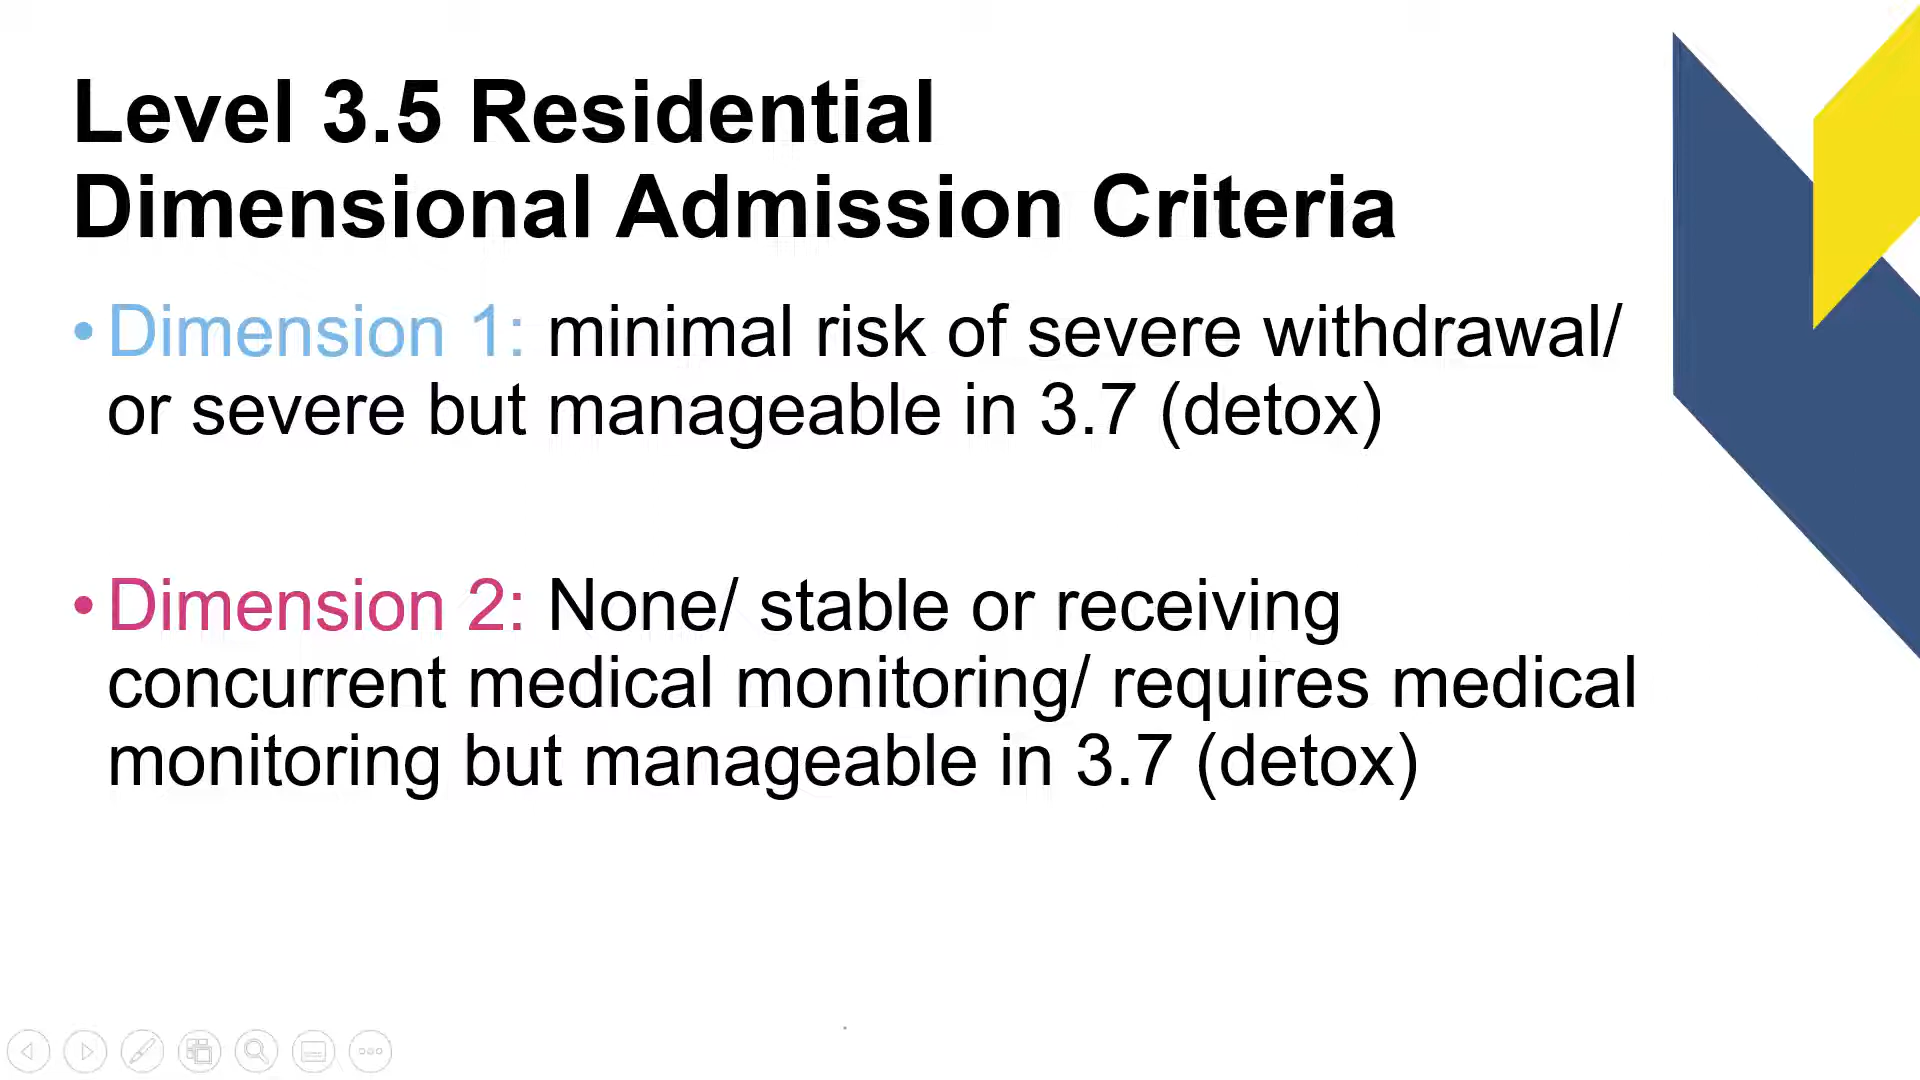 Level 3.5 Residential
Dimensional Admission Criteria
• Dimension 1: minimal risk of severe withdrawal/
or severe but manageable in 3.7 (detox)
• Dimension 2: None/ stable or receiving
concurrent medical monitoring/ requires medical
monitoring but manageable in 3.7 (detox)